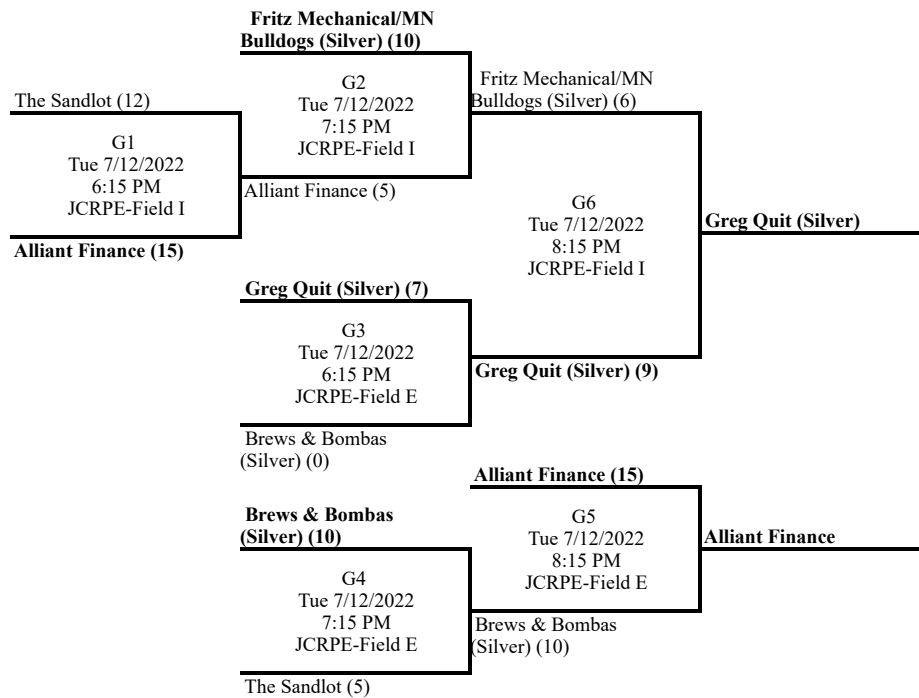 Fritz Mechanical/MN
Bulldogs (Silver) (10)
G2
Tue 7/12/2022
7:15 PM
JCRPE-Field I
Fritz Mechanical/MN
Bulldogs (Silver) (6)
The Sandlot (12)
G1
Tue 7/12/2022
6:15 PM
JCRPE-Field I
Alliant Finance (5)
Alliant Finance (15)
G6
Tue 7/12/2022
8:15 PM
JCRPE-Field I
Greg Quit (Silver)
Greg Quit (Silver) (7)
G3
Tue 7/12/2022
6:15 PM
JCRPE-Field E
Greg Quit (Silver) (9)
Brews & Bombas
(Silver) (0)
Alliant Finance (15)
Brews & Bombas
(Silver) (10)
G5
Tue 7/12/2022
8:15 PM
JCRPE-Field E
Alliant Finance
G4
Tue 7/12/2022
7:15 PM
JCRPE-Field E
Brews & Bombas
(Silver) (10)
The Sandlot (5)